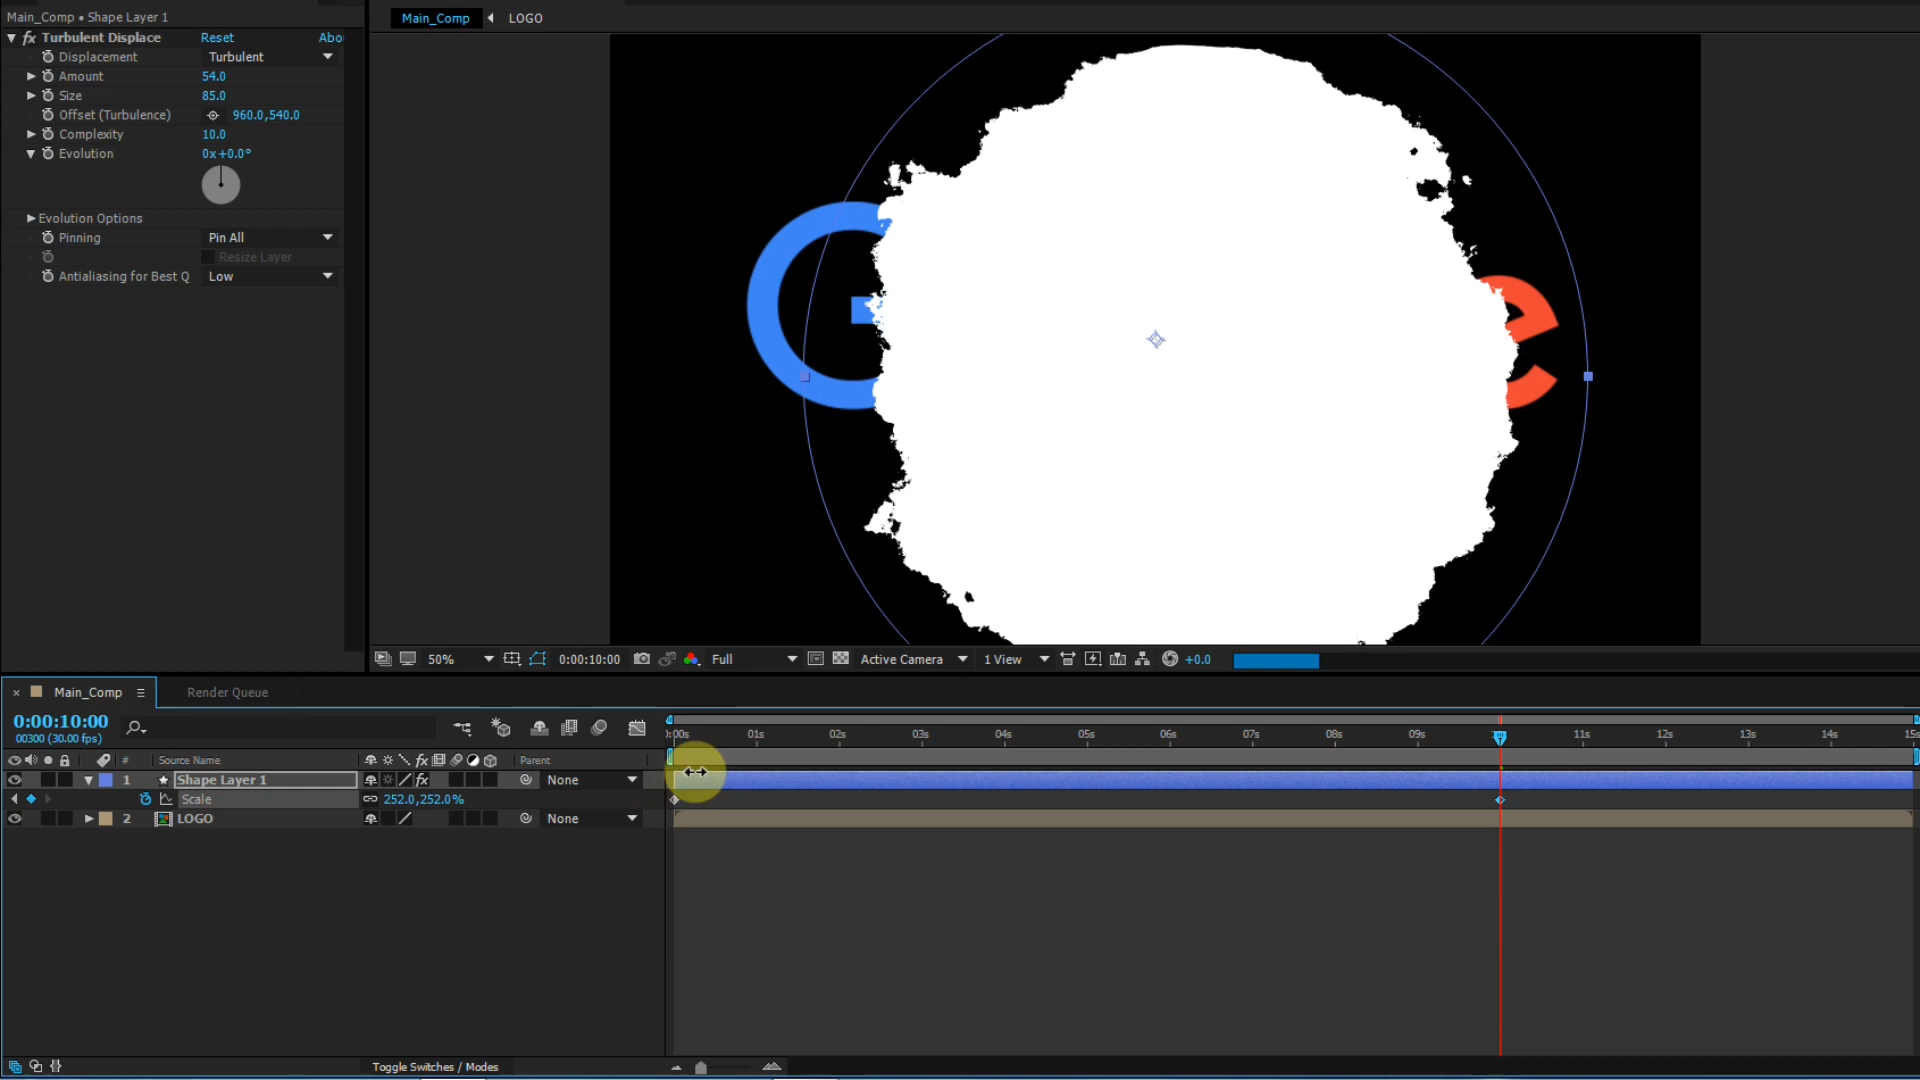 Main_Comp • Shape Layer 1
fx Turbulent Displace Reset Abo
Displacement Turbulent
Amount 54.0
Size 85.0
Offset (Turbulence) 960.0,540.0
Complexity 10.0
Evolution 0x+0.0°
Evolution Options
Pinning Pin All
Resize Layer
Antialiasing for Best Q Low
Main_Comp LOGO
G e
50% 0:00:10:00 Full Active Camera 1 View +0.0
Main_Comp Render Queue
0:00:10:00
00300 (30.00 fps)
:00s 01s 02s 03s 04s 05s 06s 07s 08s 09s 11s 12s 13s 14s 15s
# Source Name fx Parent
1 Shape Layer 1 fx None
Scale 252.0,252.0%
2 LOGO None
Toggle Switches / Modes